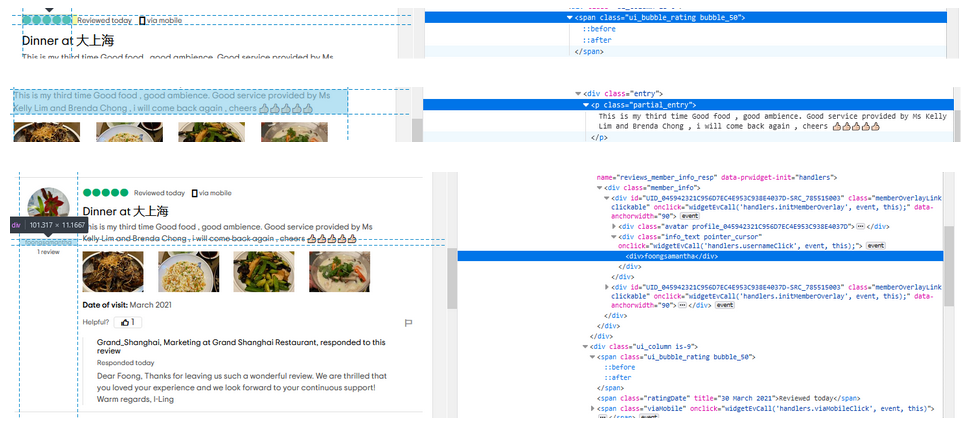 Reviewed today via mobile
Dinner at 大上海
This is my third time Good food , good ambience. Good service provided by Ms
<span class="ui_bubble_rating bubble_50">
::before
::after
</span>
This is my third time Good food , good ambience. Good service provided by Ms
Kelly Lim and Brenda Chong , i will come back again , cheers 👍👍👍👍👍
<div class="entry">
<p class="partial_entry">
This is my third time Good food , good ambience. Good service provided by Ms Kelly
Lim and Brenda Chong , i will come back again , cheers 👍👍👍👍👍
</p>
Reviewed today via mobile
Dinner at 大上海
div 101.317 × 11.1667
This is my third time Good food , good ambience. Good service provided by Ms
Kelly Lim and Brenda Chong , i will come back again , cheers 👍👍👍👍👍
1 review
Date of visit: March 2021
Helpful? 1
Grand_Shanghai, Marketing at Grand Shanghai Restaurant, responded to this
review
Responded today
Dear Foong, Thanks for leaving us such a wonderful review. We are thrilled that
you loved your experience and we look forward to your continuous support!
Warm regards, I-Ling
name="reviews_member_info_resp" data-prwidget-init="handlers">
<div class="member_info">
<div id="UID_045942321C956D7EC4E953C938E4037D-SRC_785115053" class="memberOverlayLink
clickable" onclick="widgetEvCall('handlers.initMemberOverlay', event, this);" data-
anchorwidth="90"> event
<div class="avatar profile_045942321C956D7EC4E953C938E4037D"> ⋯ </div>
<div class="info_text pointer_cursor"
onclick="widgetEvCall('handlers.usernameClick', event, this);"> event
<div>foongsamantha</div>
</div>
</div>
<div id="UID_045942321C956D7EC4E953C938E4037D-SRC_785115053" class="memberOverlayLink
clickable" onclick="widgetEvCall('handlers.initMemberOverlay', event, this);" data-
anchorwidth="90"> ⋯ </div> event
</div>
</div>
</div>
<div class="ui_column is-9">
<span class="ui_bubble_rating bubble_50">
::before
::after
</span>
<span class="ratingDate" title="30 March 2021">Reviewed today</span>
<span class="viaMobile" onclick="widgetEvCall('handlers.viaMobileClick', event, this)">